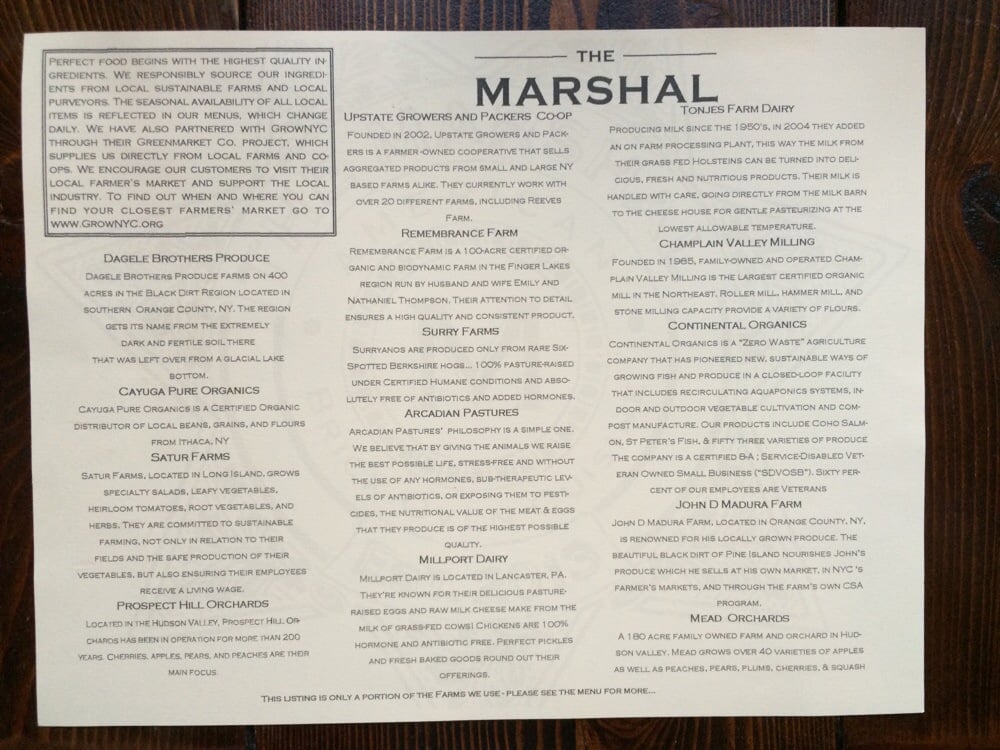 THE
MARSHAL
PERFECT FOOD BEGINS WITH THE HIGHEST QUALITY IN-
GREDIENTS. WE RESPONSIBLY SOURCE OUR INGREDI-
ENTS FROM LOCAL SUSTAINABLE FARMS AND LOCAL
PURVEYORS. THE SEASONAL AVAILABILITY OF ALL LOCAL
ITEMS IS REFLECTED IN OUR MENUS, WHICH CHANGE
DAILY. WE HAVE ALSO PARTNERED WITH GROWNYC
THROUGH THEIR GREENMARKET CO. PROJECT, WHICH
SUPPLIES US DIRECTLY FROM LOCAL FARMS AND CO-
OPS. WE ENCOURAGE OUR CUSTOMERS TO VISIT THEIR
LOCAL FARMER'S MARKET AND SUPPORT THE LOCAL
INDUSTRY. TO FIND OUT WHEN AND WHERE YOU CAN
FIND YOUR CLOSEST FARMERS' MARKET GO TO
WWW.GROWNYC.ORG
DAGELE BROTHERS PRODUCE
DAGELE BROTHERS PRODUCE FARMS ON 400
ACRES IN THE BLACK DIRT REGION LOCATED IN
SOUTHERN ORANGE COUNTY, NY. THE REGION
GETS ITS NAME FROM THE EXTREMELY
DARK AND FERTILE SOIL THERE
THAT WAS LEFT OVER FROM A GLACIAL LAKE
BOTTOM.
CAYUGA PURE ORGANICS
CAYUGA PURE ORGANICS IS A CERTIFIED ORGANIC
DISTRIBUTOR OF LOCAL BEANS, GRAINS, AND FLOURS
FROM ITHACA, NY
SATUR FARMS
SATUR FARMS, LOCATED IN LONG ISLAND, GROWS
SPECIALTY SALADS, LEAFY VEGETABLES,
HEIRLOOM TOMATOES, ROOT VEGETABLES, AND
HERBS. THEY ARE COMMITTED TO SUSTAINABLE
FARMING, NOT ONLY IN RELATION TO THEIR
FIELDS AND THE SAFE PRODUCTION OF THEIR
VEGETABLES, BUT ALSO ENSURING THEIR EMPLOYEES
RECEIVE A LIVING WAGE.
PROSPECT HILL ORCHARDS
LOCATED IN THE HUDSON VALLEY, PROSPECT HILL OR-
CHARDS HAS BEEN IN OPERATION FOR MORE THAN 200
YEARS. CHERRIES, APPLES, PEARS, AND PEACHES ARE THEIR
MAIN FOCUS.
UPSTATE GROWERS AND PACKERS CO-OP
FOUNDED IN 2002, UPSTATE GROWERS AND PACK-
ERS IS A FARMER-OWNED COOPERATIVE THAT SELLS
AGGREGATED PRODUCTS FROM SMALL AND LARGE NY
BASED FARMS ALIKE. THEY CURRENTLY WORK WITH
OVER 20 DIFFERENT FARMS, INCLUDING REEVES
FARM.
REMEMBRANCE FARM
REMEMBRANCE FARM IS A 100-ACRE CERTIFIED OR-
GANIC AND BIODYNAMIC FARM IN THE FINGER LAKES
REGION RUN BY HUSBAND AND WIFE EMILY AND
NATHANIEL THOMPSON. THEIR ATTENTION TO DETAIL
ENSURES A HIGH QUALITY AND CONSISTENT PRODUCT.
SURRY FARMS
SURRYANOS ARE PRODUCED ONLY FROM RARE SIX-
SPOTTED BERKSHIRE HOGS... 100% PASTURE-RAISED
UNDER CERTIFIED HUMANE CONDITIONS AND ABSO-
LUTELY FREE OF ANTIBIOTICS AND ADDED HORMONES.
ARCADIAN PASTURES
ARCADIAN PASTURES' PHILOSOPHY IS A SIMPLE ONE.
WE BELIEVE THAT BY GIVING THE ANIMALS WE RAISE
THE BEST POSSIBLE LIFE, STRESS-FREE AND WITHOUT
THE USE OF ANY HORMONES, SUB-THERAPEUTIC LEV-
ELS OF ANTIBIOTICS, OR EXPOSING THEM TO PESTI-
CIDES, THE NUTRITIONAL VALUE OF THE MEAT & EGGS
THAT THEY PRODUCE IS OF THE HIGHEST POSSIBLE
QUALITY.
MILLPORT DAIRY
MILLPORT DAIRY IS LOCATED IN LANCASTER, PA.
THEY'RE KNOWN FOR THEIR DELICIOUS PASTURE-
RAISED EGGS AND RAW MILK CHEESE MAKE FROM THE
MILK OF GRASS-FED COWS! CHICKENS ARE 100%
HORMONE AND ANTIBIOTIC FREE. PERFECT PICKLES
AND FRESH BAKED GOODS ROUND OUT THEIR
OFFERINGS.
TONJES FARM DAIRY
PRODUCING MILK SINCE THE 1950'S, IN 2004 THEY ADDED
AN ON FARM PROCESSING PLANT, THIS WAY THE MILK FROM
THEIR GRASS FED HOLSTEINS CAN BE TURNED INTO DELI-
CIOUS, FRESH AND NUTRITIOUS PRODUCTS. THEIR MILK IS
HANDLED WITH CARE, GOING DIRECTLY FROM THE MILK BARN
TO THE CHEESE HOUSE FOR GENTLE PASTEURIZING AT THE
LOWEST ALLOWABLE TEMPERATURE.
CHAMPLAIN VALLEY MILLING
FOUNDED IN 1985, FAMILY-OWNED AND OPERATED CHAM-
PLAIN VALLEY MILLING IS THE LARGEST CERTIFIED ORGANIC
MILL IN THE NORTHEAST. ROLLER MILL, HAMMER MILL, AND
STONE MILLING CAPACITY PROVIDE A VARIETY OF FLOURS.
CONTINENTAL ORGANICS
CONTINENTAL ORGANICS IS A "ZERO WASTE" AGRICULTURE
COMPANY THAT HAS PIONEERED NEW, SUSTAINABLE WAYS OF
GROWING FISH AND PRODUCE IN A CLOSED-LOOP FACILITY
THAT INCLUDES RECIRCULATING AQUAPONICS SYSTEMS, IN-
DOOR AND OUTDOOR VEGETABLE CULTIVATION AND COM-
POST MANUFACTURE. OUR PRODUCTS INCLUDE COHO SALM-
ON, ST PETER'S FISH, & FIFTY THREE VARIETIES OF PRODUCE
THE COMPANY IS A CERTIFIED 8-A ; SERVICE-DISABLED VET-
ERAN OWNED SMALL BUSINESS ("SDVOSB"). SIXTY PER-
CENT OF OUR EMPLOYEES ARE VETERANS
JOHN D MADURA FARM
JOHN D MADURA FARM, LOCATED IN ORANGE COUNTY, NY,
IS RENOWNED FOR HIS LOCALLY GROWN PRODUCE. THE
BEAUTIFUL BLACK DIRT OF PINE ISLAND NOURISHES JOHN'S
PRODUCE WHICH HE SELLS AT HIS OWN MARKET, IN NYC 'S
FARMER'S MARKETS, AND THROUGH THE FARM'S OWN CSA
PROGRAM.
MEAD ORCHARDS
A 180 ACRE FAMILY OWNED FARM AND ORCHARD IN HUD-
SON VALLEY. MEAD GROWS OVER 40 VARIETIES OF APPLES
AS WELL AS PEACHES, PEARS, PLUMS, CHERRIES, & SQUASH
THIS LISTING IS ONLY A PORTION OF THE FARMS WE USE - PLEASE SEE THE MENU FOR MORE...